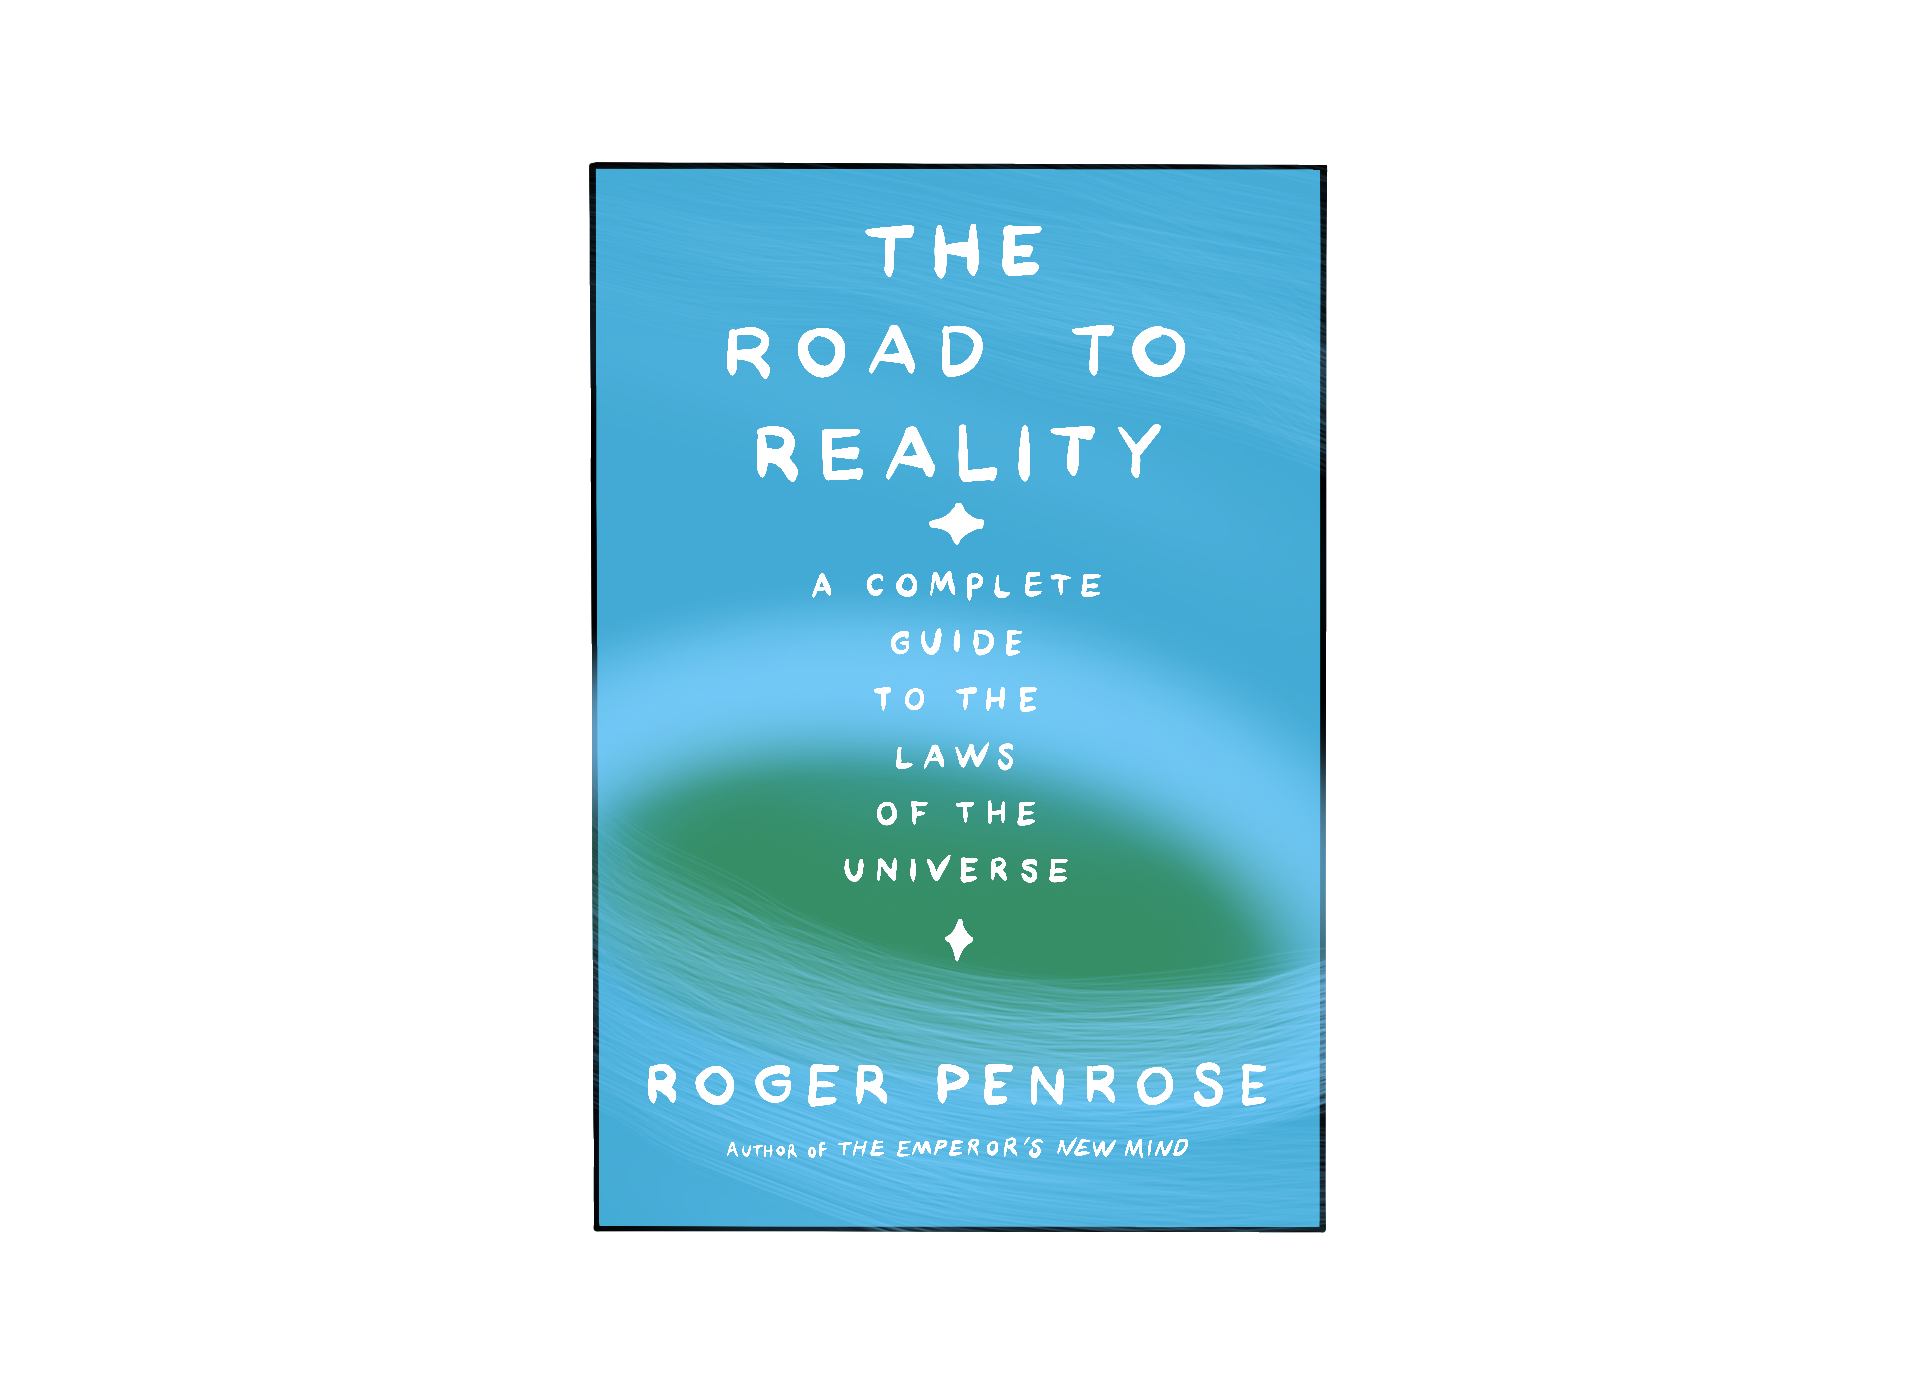 THE
ROAD TO
REALITY
A COMPLETE
GUIDE
TO THE
LAWS
OF THE
UNIVERSE
ROGER PENROSE
AUTHOR OF THE EMPEROR'S NEW MIND